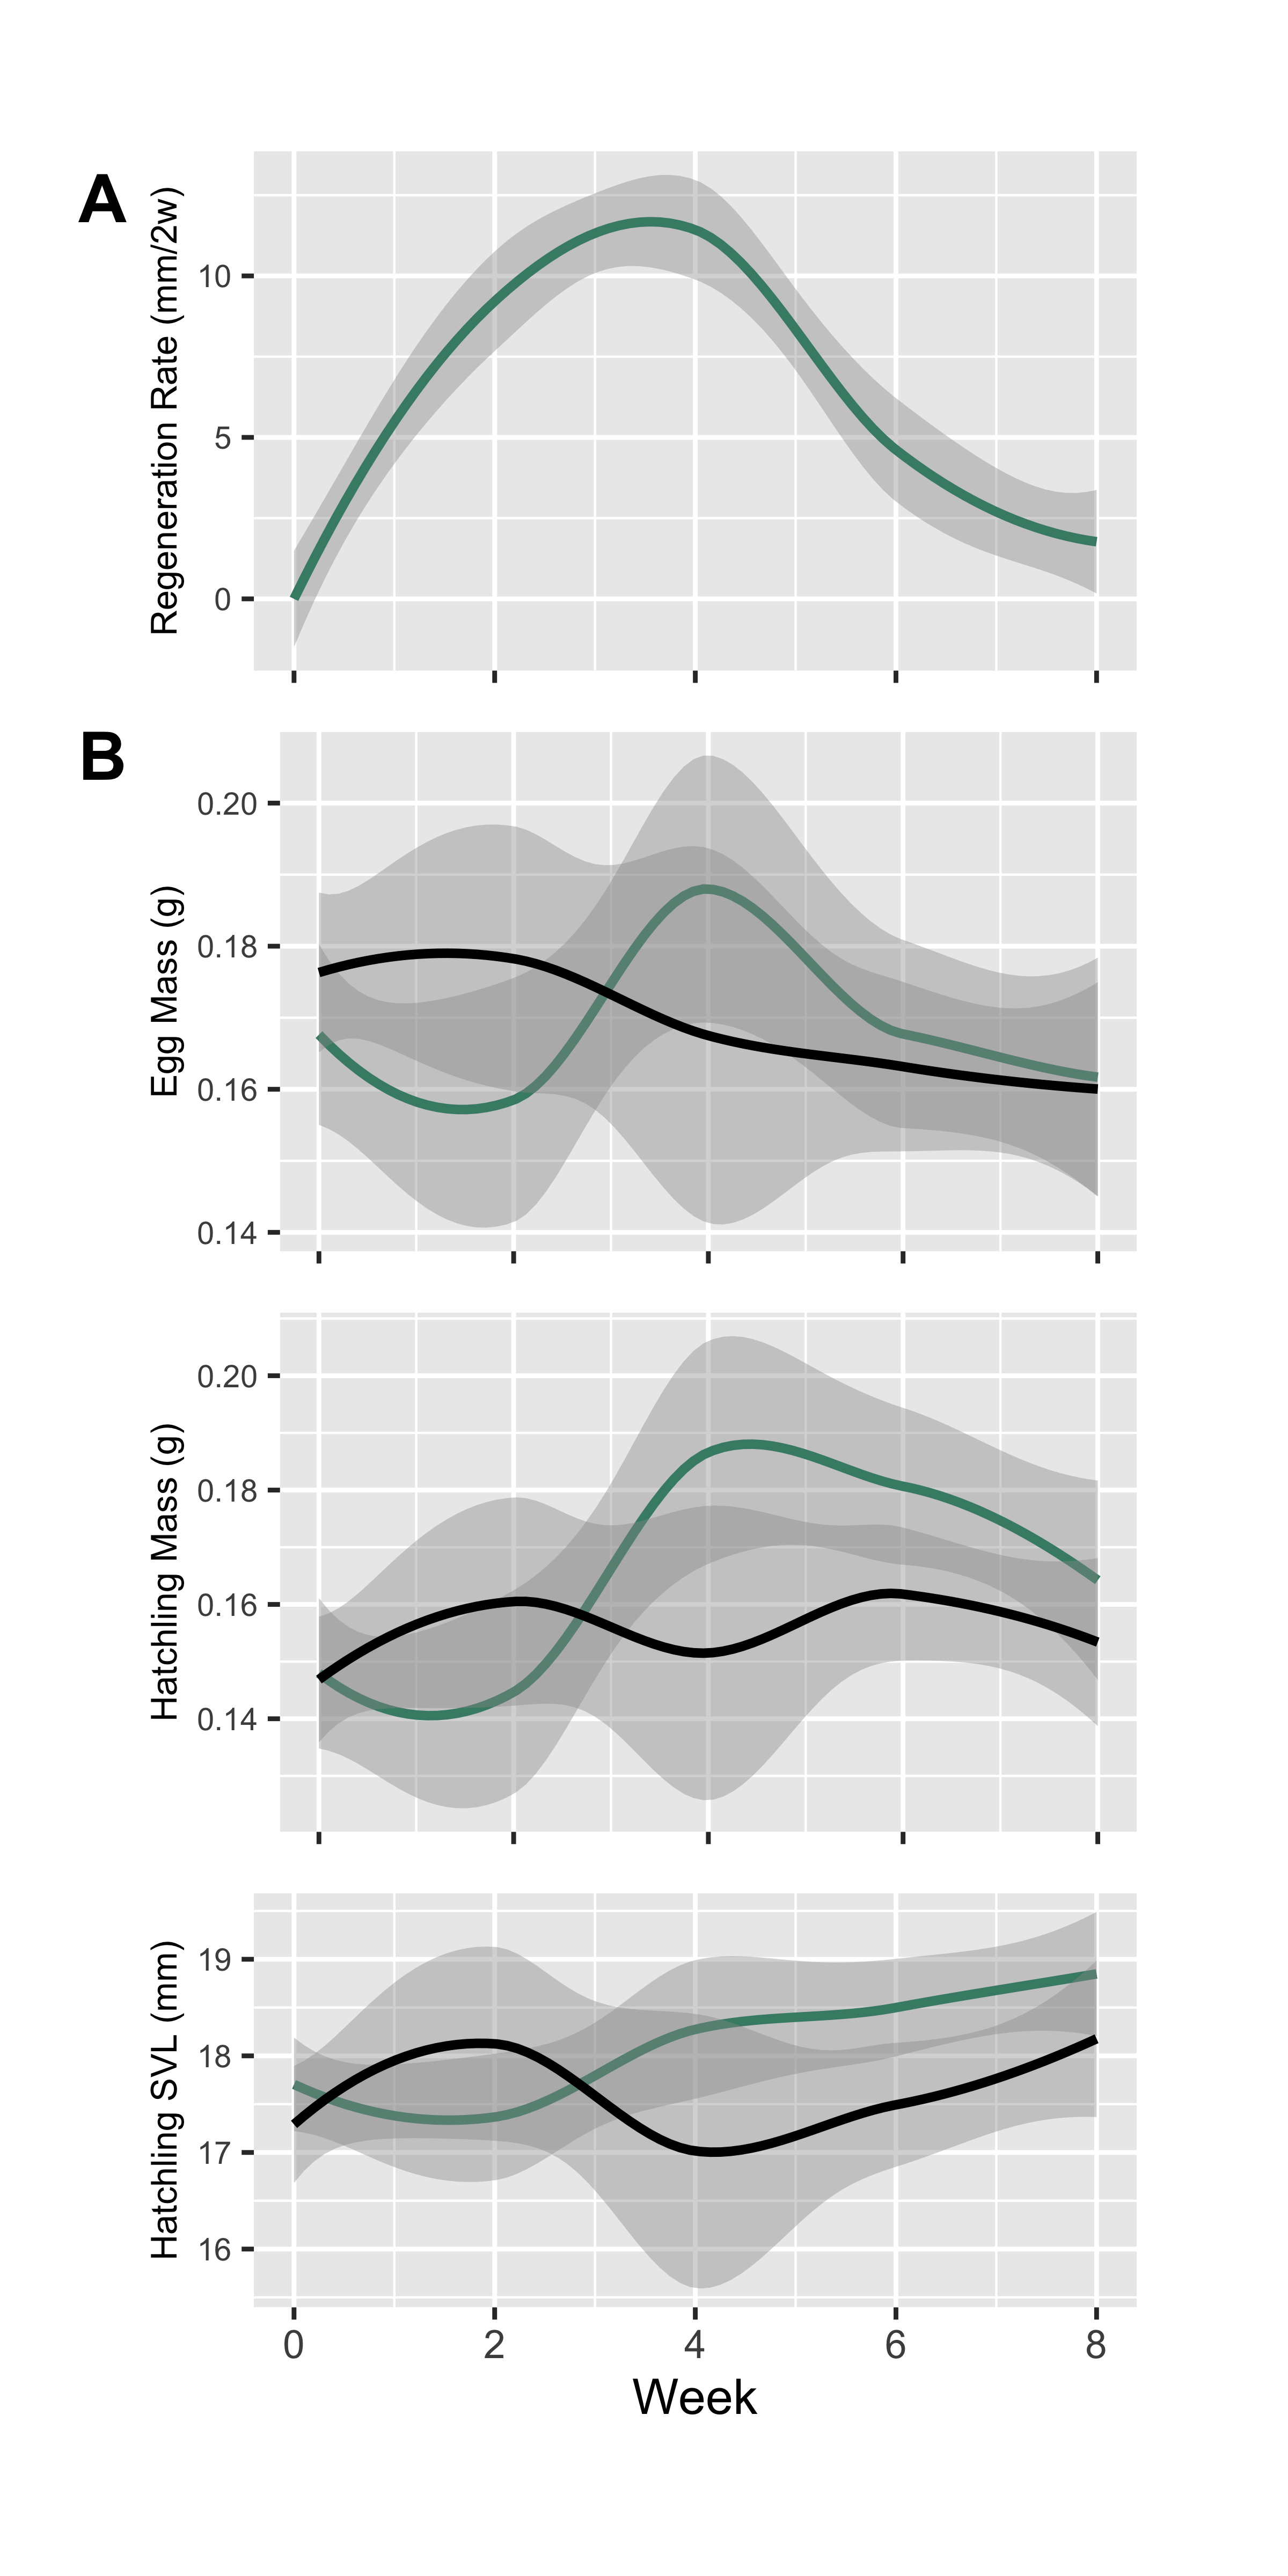 A
Regeneration Rate (mm/2w)
10
5
0
B
Egg Mass (g)
0.20
0.18
0.16
0.14
Hatchling Mass (g)
0.20
0.18
0.16
0.14
Hatchling SVL (mm)
19
18
17
16
0 2 4 6 8
Week